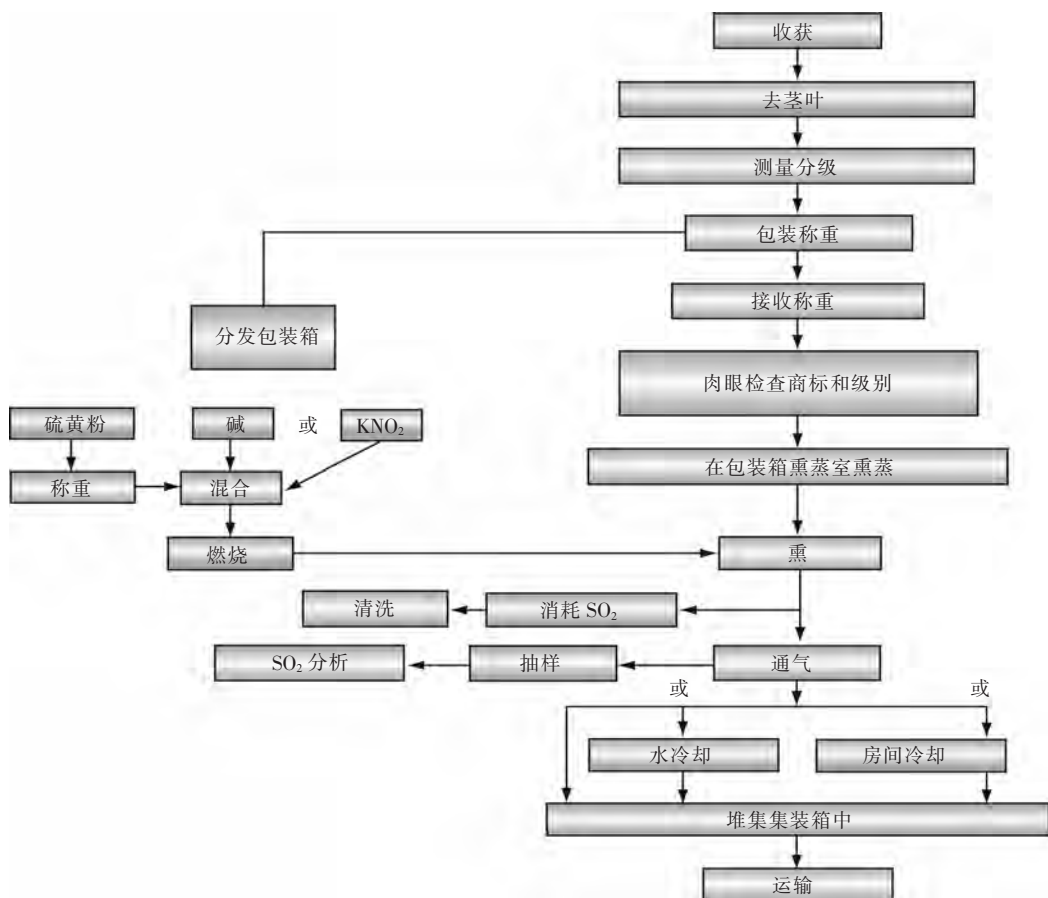 收获
去茎叶
测量分级
包装称重
接收称重
分发包装箱
肉眼检查商标和级别
硫黄粉
碱
或
KNO₂
在包装箱熏蒸室熏蒸
称重
混合
燃烧
熏
清洗
消耗 SO₂
SO₂ 分析
抽样
通气
或
或
水冷却
房间冷却
堆集集装箱中
运输